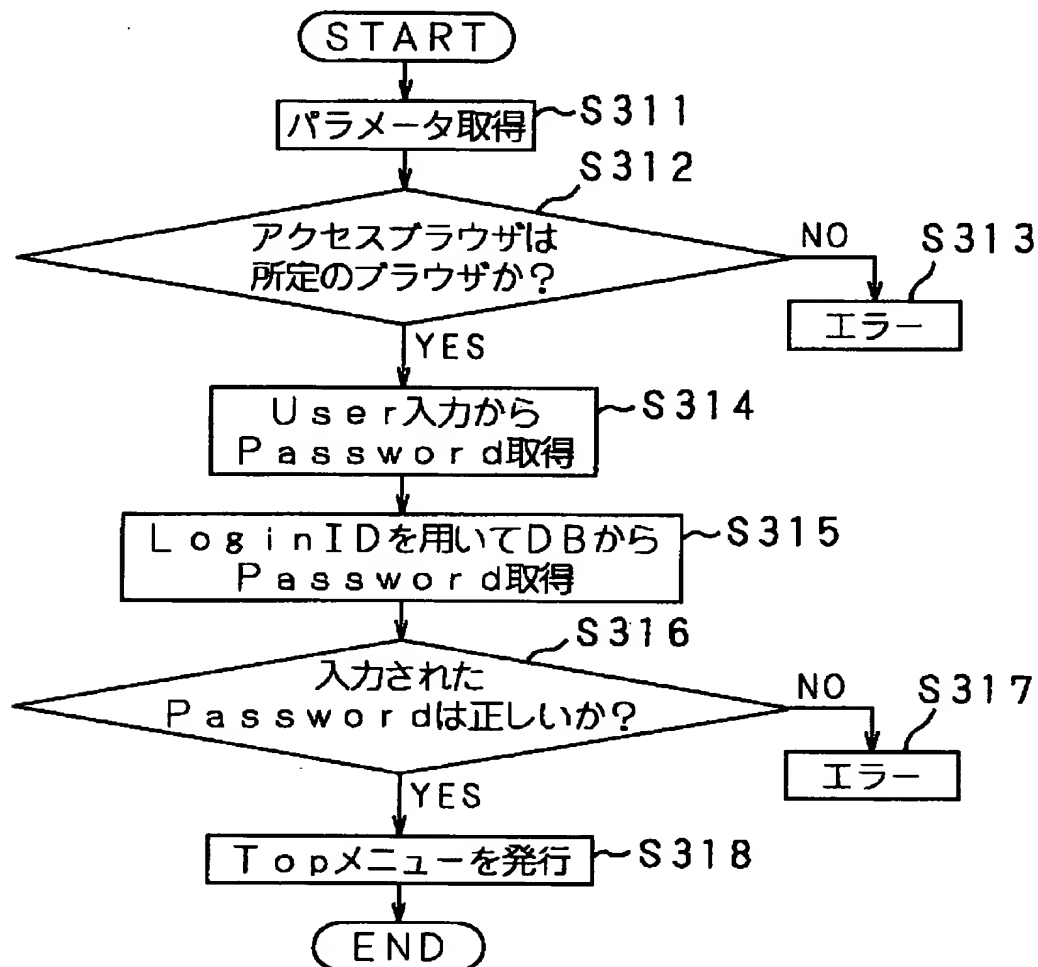 START
パラメータ取得
S311
S312
アクセスブラウザは
所定のブラウザか?
NO
S313
エラー
YES
User入力から
Password取得
S314
LoginIDを用いてDBから
Password取得
S315
S316
入力された
Passwordは正しいか?
NO
S317
エラー
YES
Topメニューを発行
S318
END